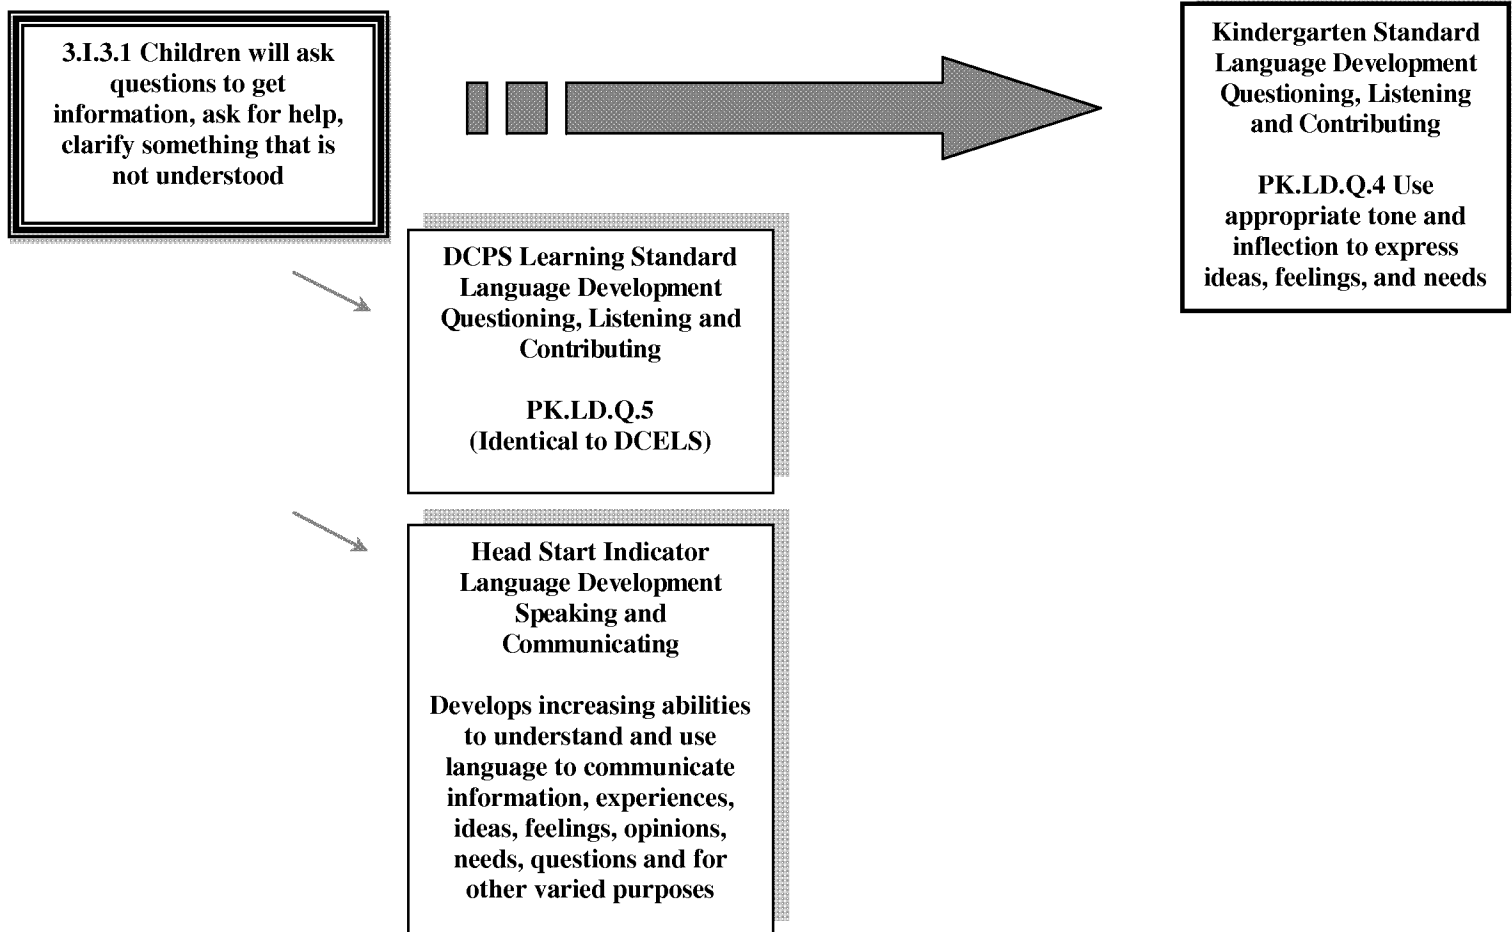 3.I.3.1 Children will ask
questions to get
information, ask for help,
clarify something that is
not understood
Kindergarten Standard
Language Development
Questioning, Listening
and Contributing
PK.LD.Q.4 Use
appropriate tone and
inflection to express
ideas, feelings, and needs
DCPS Learning Standard
Language Development
Questioning, Listening and
Contributing
PK.LD.Q.5
(Identical to DCELS)
Head Start Indicator
Language Development
Speaking and
Communicating
Develops increasing abilities
to understand and use
language to communicate
information, experiences,
ideas, feelings, opinions,
needs, questions and for
other varied purposes